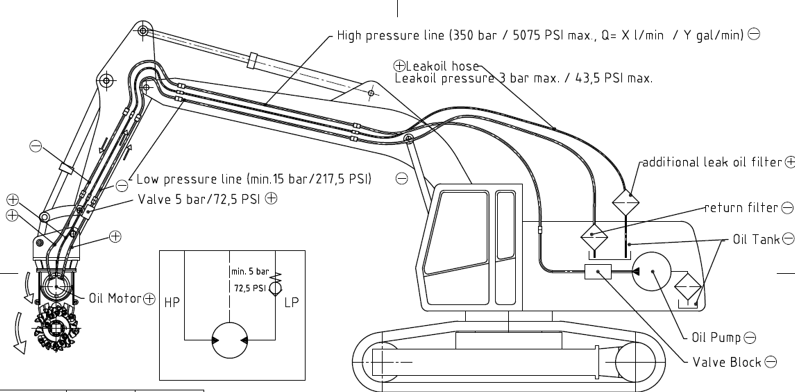 High pressure line (350 bar / 5075 PSI max., Q= X l/min / Y gal/min) ⊖
⊕Leakoil hose
Leakoil pressure 3 bar max. / 43,5 PSI max.
⊖
additional leak oil filter⊕
Low pressure line (min.15 bar/217,5 PSI) ⊖
⊖
Valve 5 bar/72,5 PSI ⊕
⊕
⊕
⊕
return filter⊖
Oil Tank⊖
min. 5 bar
72,5 PSI
HP
LP
Oil Motor⊕
Oil Pump⊖
Valve Block⊖